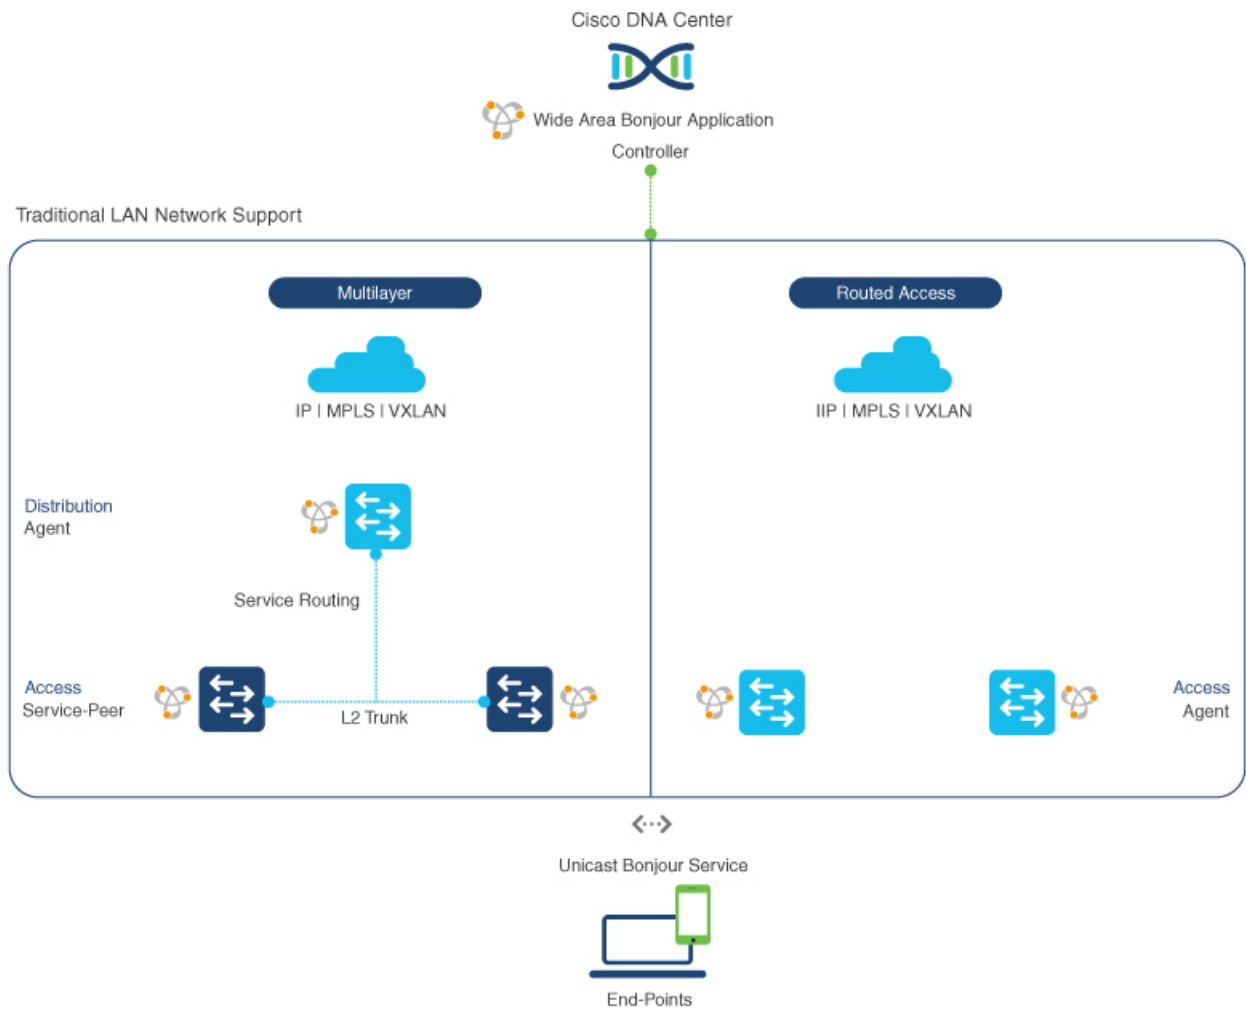 Cisco DNA Center
Wide Area Bonjour Application
Controller
Traditional LAN Network Support
Multilayer
Routed Access
IP | MPLS | VXLAN
IIP | MPLS | VXLAN
Distribution
Agent
Service Routing
Access
Service-Peer
L2 Trunk
Access
Agent
Unicast Bonjour Service
End-Points